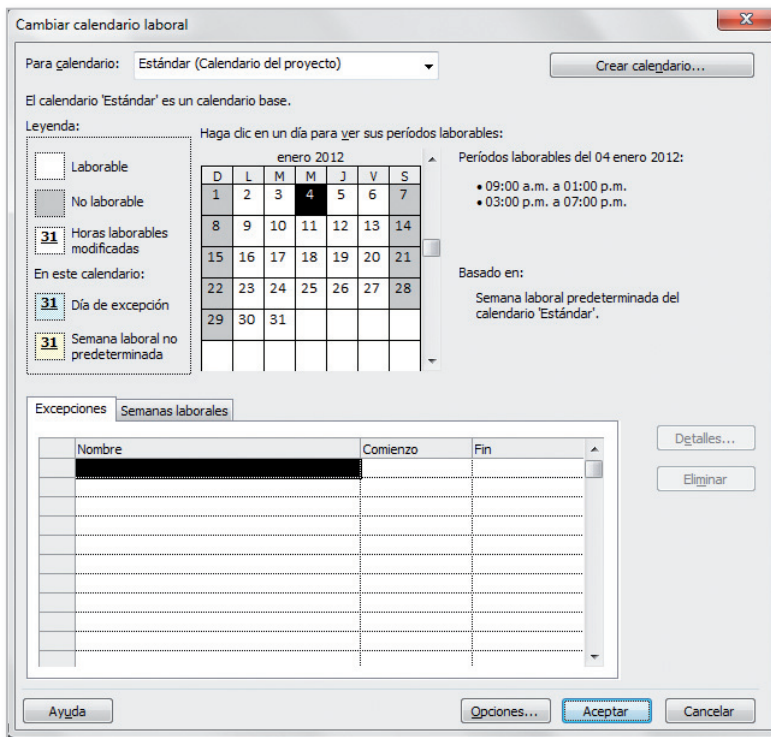 Cambiar calendario laboral
Para calendario: Estándar (Calendario del proyecto) Crear calendario...
El calendario 'Estándar' es un calendario base.
Leyenda:
Laborable
No laborable
31 Horas laborables
modificadas
En este calendario:
31 Día de excepción
31 Semana laboral no
predeterminada
Haga clic en un día para ver sus períodos laborables:
enero 2012
D L M M J V S
1 2 3 4 5 6 7
8 9 10 11 12 13 14
15 16 17 18 19 20 21
22 23 24 25 26 27 28
29 30 31
Períodos laborables del 04 enero 2012:
• 09:00 a.m. a 01:00 p.m.
• 03:00 p.m. a 07:00 p.m.
Basado en:
Semana laboral predeterminada del
calendario 'Estándar'.
Excepciones Semanas laborales
Nombre Comienzo Fin
Detalles...
Eliminar
Ayuda Opciones... Aceptar Cancelar